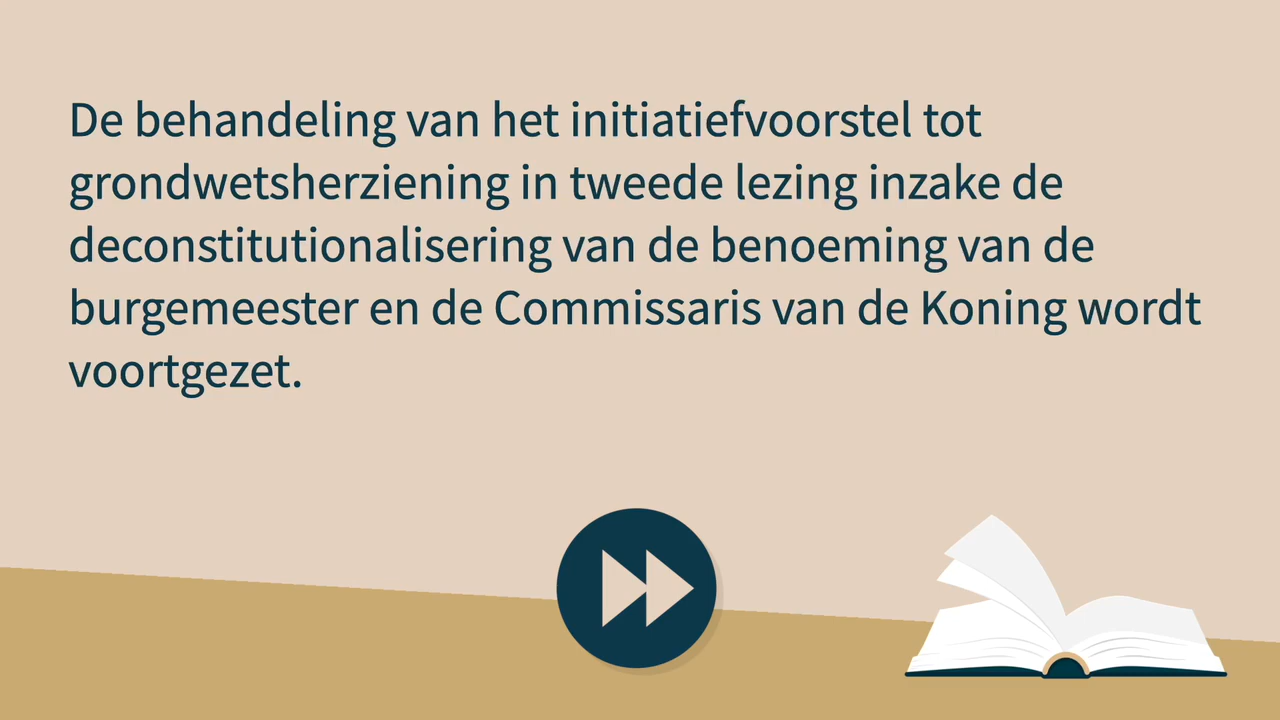 De behandeling van het initiatiefvoorstel tot
grondwetsherziening in tweede lezing inzake de
deconstitutionalisering van de benoeming van de
burgemeester en de Commissaris van de Koning wordt
voortgezet.